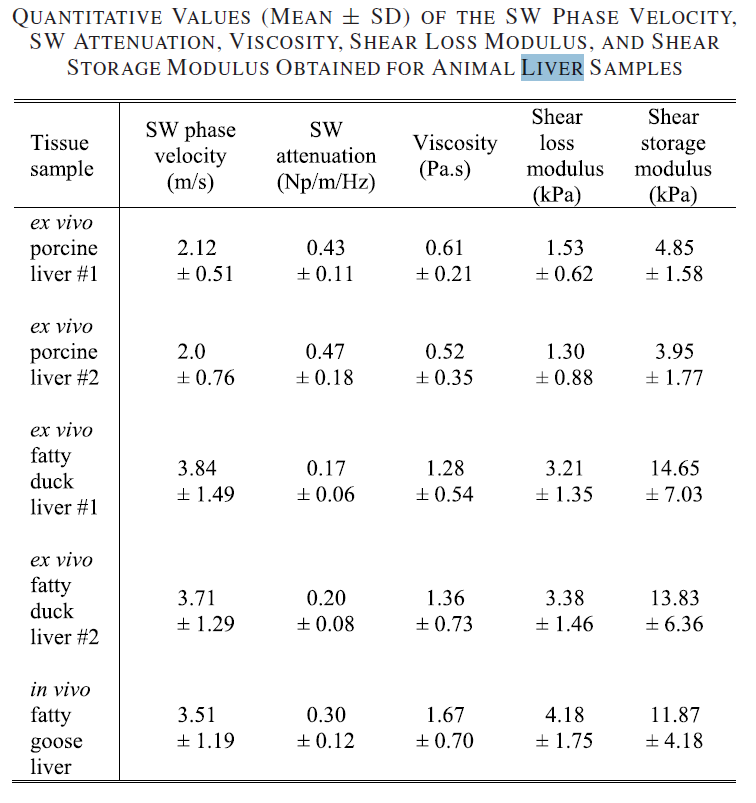 QUANTITATIVE VALUES (MEAN ± SD) OF THE SW PHASE VELOCITY,
SW ATTENUATION, VISCOSITY, SHEAR LOSS MODULUS, AND SHEAR
STORAGE MODULUS OBTAINED FOR ANIMAL LIVER SAMPLES
Tissue sample | SW phase velocity (m/s) | SW attenuation (Np/m/Hz) | Viscosity (Pa.s) | Shear loss modulus (kPa) | Shear storage modulus (kPa)
ex vivo porcine liver #1 | 2.12 ± 0.51 | 0.43 ± 0.11 | 0.61 ± 0.21 | 1.53 ± 0.62 | 4.85 ± 1.58
ex vivo porcine liver #2 | 2.0 ± 0.76 | 0.47 ± 0.18 | 0.52 ± 0.35 | 1.30 ± 0.88 | 3.95 ± 1.77
ex vivo fatty duck liver #1 | 3.84 ± 1.49 | 0.17 ± 0.06 | 1.28 ± 0.54 | 3.21 ± 1.35 | 14.65 ± 7.03
ex vivo fatty duck liver #2 | 3.71 ± 1.29 | 0.20 ± 0.08 | 1.36 ± 0.73 | 3.38 ± 1.46 | 13.83 ± 6.36
in vivo fatty goose liver | 3.51 ± 1.19 | 0.30 ± 0.12 | 1.67 ± 0.70 | 4.18 ± 1.75 | 11.87 ± 4.18